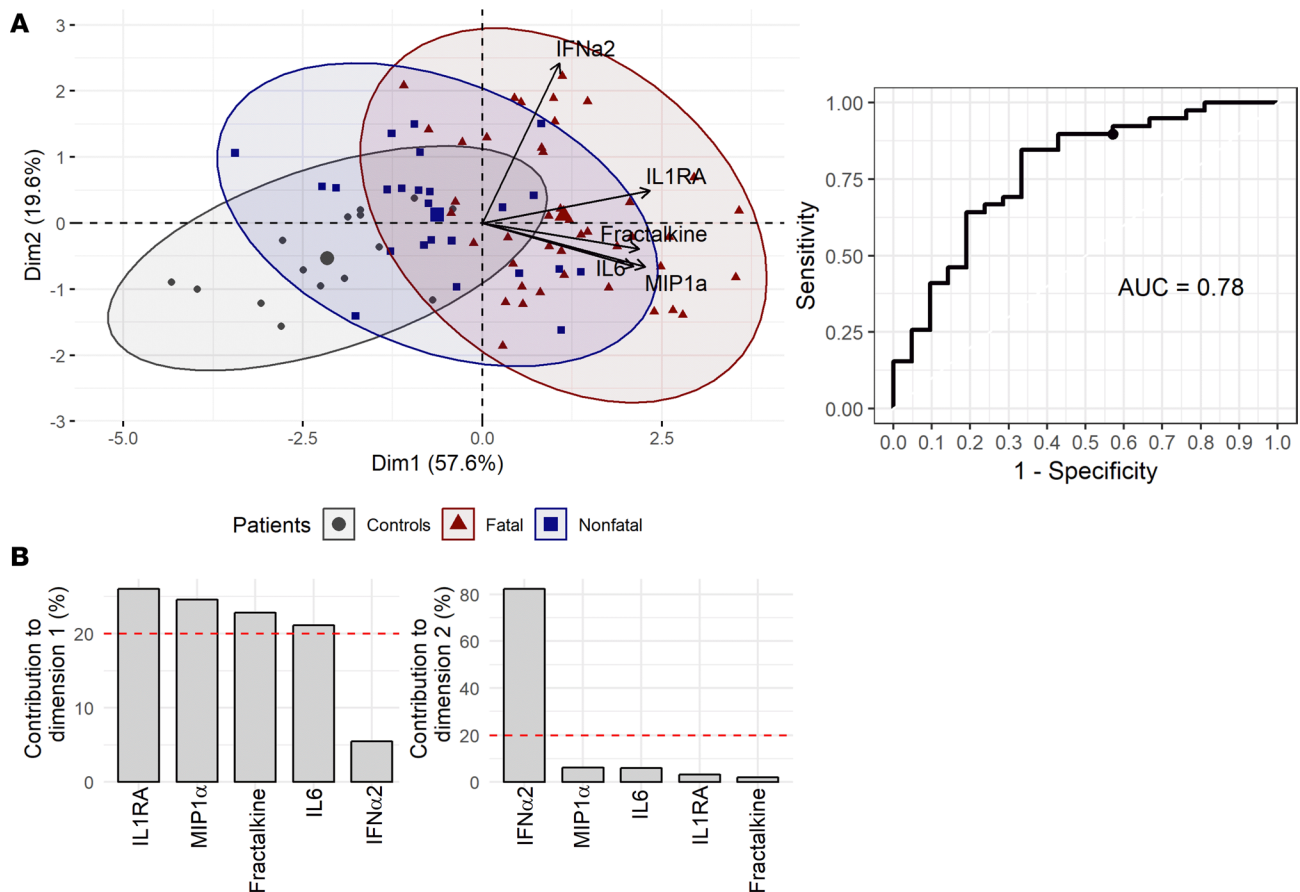 A
3
2
1
0
-1
-2
-3
Dim2 (19.6%)
-5.0
-2.5
0.0
2.5
Dim1 (57.6%)
IFNa2
IL1RA
Fractalkine
IL6
MIP1a
Patients
Controls
Fatal
Nonfatal
1.00
0.75
0.50
0.25
0.00
Sensitivity
AUC = 0.78
0.0 0.1 0.2 0.3 0.4 0.5 0.6 0.7 0.8 0.9 1.0
1 - Specificity
B
Contribution to
dimension 1 (%)
20
10
0
IL1RA
MIP1α
Fractalkine
IL6
IFNα2
Contribution to
dimension 2 (%)
80
60
40
20
0
IFNα2
MIP1α
IL6
IL1RA
Fractalkine